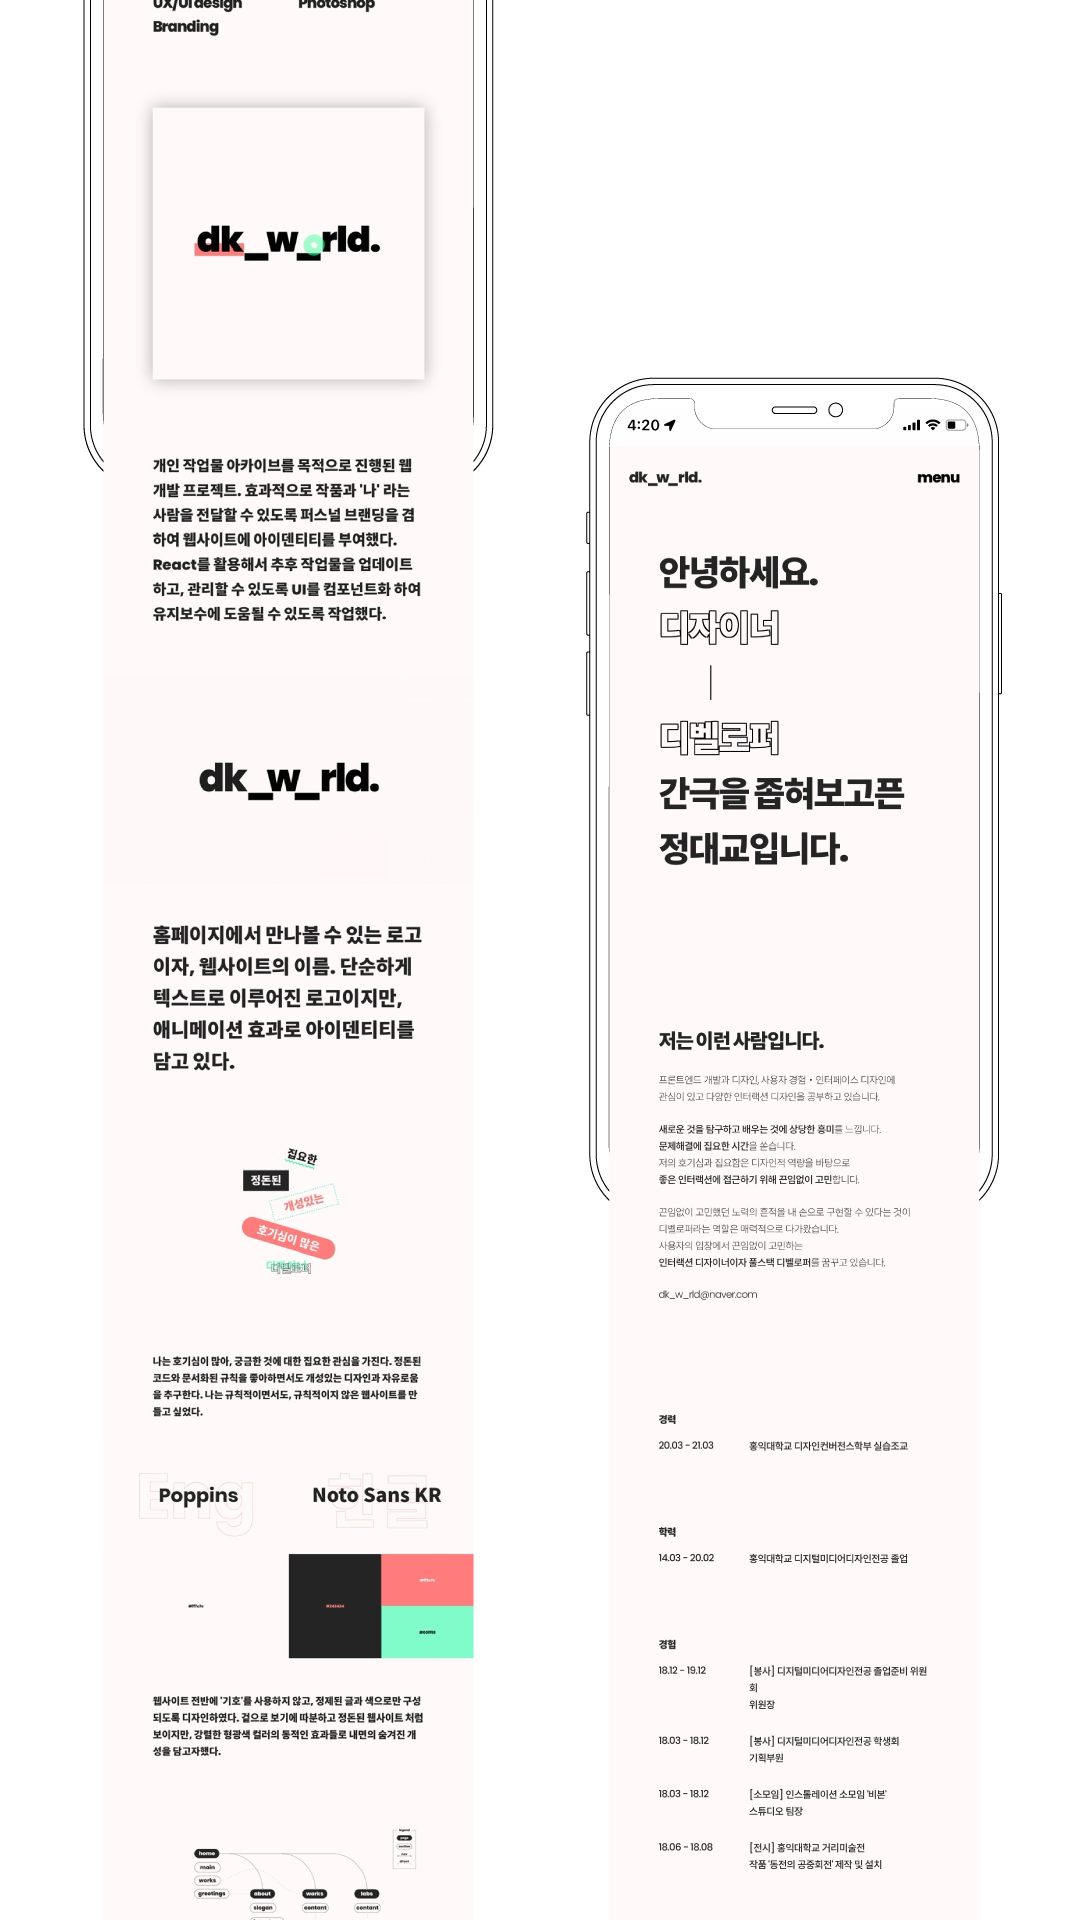 UX/UI design
Photoshop
Branding
dk_w_rld.
개인 작업물 아카이브를 목적으로 진행된 웹
개발 프로젝트. 효과적으로 작품과 '나' 라는
사람을 전달할 수 있도록 퍼스널 브랜딩을 겸
하여 웹사이트에 아이덴티티를 부여했다.
React를 활용해서 추후 작업물을 업데이트
하고, 관리할 수 있도록 UI를 컴포넌트화 하여
유지보수에 도움될 수 있도록 작업했다.
dk_w_rld.
홈페이지에서 만나볼 수 있는 로고
이자, 웹사이트의 이름. 단순하게
텍스트로 이루어진 로고이지만,
애니메이션 효과로 아이덴티티를
담고 있다.
집요한
정돈된
개성있는
호기심이 많은
나는 호기심이 많아, 궁금한 것에 대한 집요한 관심을 가진다. 정돈된
코드와 문서화된 규칙을 좋아하면서도 개성있는 디자인과 자유로움
을 추구한다. 나는 규칙적이면서도, 규칙적이지 않은 웹사이트를 만
들고 싶었다.
Eng
Poppins
한글
Noto Sans KR
웹사이트 전반에 '기호'를 사용하지 않고, 정제된 글과 색으로만 구성
되도록 디자인하였다. 겉으로 보기에 따분하고 정돈된 웹사이트 처럼
보이지만, 강렬한 형광색 컬러의 동적인 효과들로 내면의 숨겨진 개
성을 담고자했다.
home
main
works
greetings
about
works
labs
slogan
content
content
4:20
dk_w_rld.
menu
안녕하세요.
디자이너
디벨로퍼
간극을 좁혀보고픈
정대교입니다.
저는 이런 사람입니다.
프론트엔드 개발과 디자인, 사용자 경험 • 인터페이스 디자인에
관심이 있고 다양한 인터랙션 디자인을 공부하고 있습니다.
새로운 것을 탐구하고 배우는 것에 상당한 흥미를 느낍니다.
문제해결에 집요한 시간을 쏟습니다.
저의 호기심과 집요함은 디자인적 역량을 바탕으로
좋은 인터랙션에 접근하기 위해 끈임없이 고민합니다.
끈임없이 고민했던 노력의 흔적을 내 손으로 구현할 수 있다는 것이
디벨로퍼라는 역할은 매력적으로 다가왔습니다.
사용자의 입장에서 끈임없이 고민하는
인터랙션 디자이너이자 풀스택 디벨로퍼를 꿈꾸고 있습니다.
dk_w_rld@naver.com
경력
20.03 - 21.03 홍익대학교 디자인컨버전스학부 실습조교
학력
14.03 - 20.02 홍익대학교 디지털미디어디자인전공 졸업
경험
18.12 - 19.12 [봉사] 디지털미디어디자인전공 졸업준비 위원
회
위원장
18.03 - 18.12 [봉사] 디지털미디어디자인전공 학생회
기획부원
18.03 - 18.12 [소모임] 인스톨레이션 소모임 '비본'
스튜디오 팀장
18.06 - 18.08 [전시] 홍익대학교 거리미술전
작품 '동전의 공중회전' 제작 및 설치